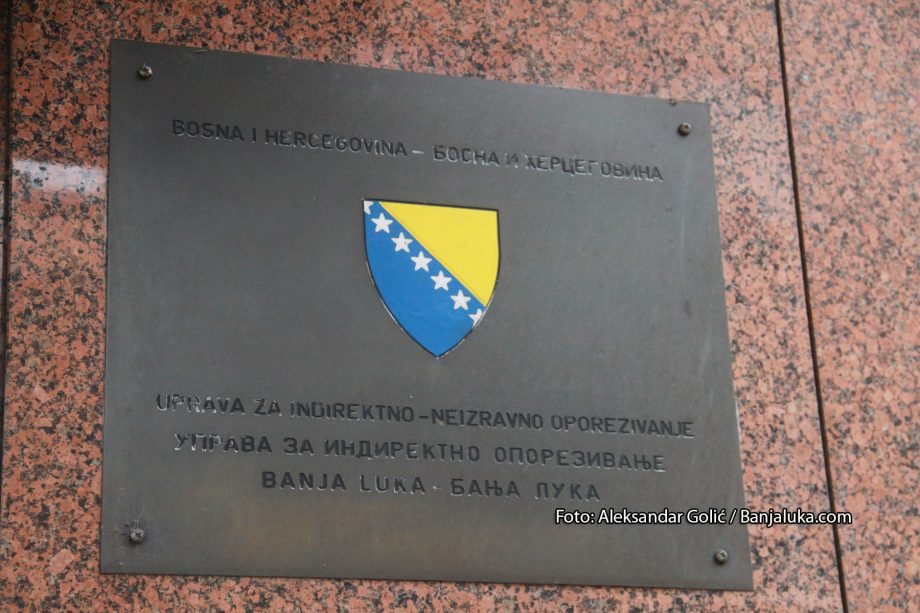 BOSNA I HERCEGOVINA - БОСНА И ХЕРЦЕГОВИНА
UPRAVA ZA INDIREKTNO-NEIZRAVNO OPOREZIVANJE
УПРАВА ЗА ИНДИРЕКТНО ОПОРЕЗИВАЊЕ
BANJA LUKA - БАЊА ЛУКА
Foto: Aleksandar Golić / Banjaluka.com